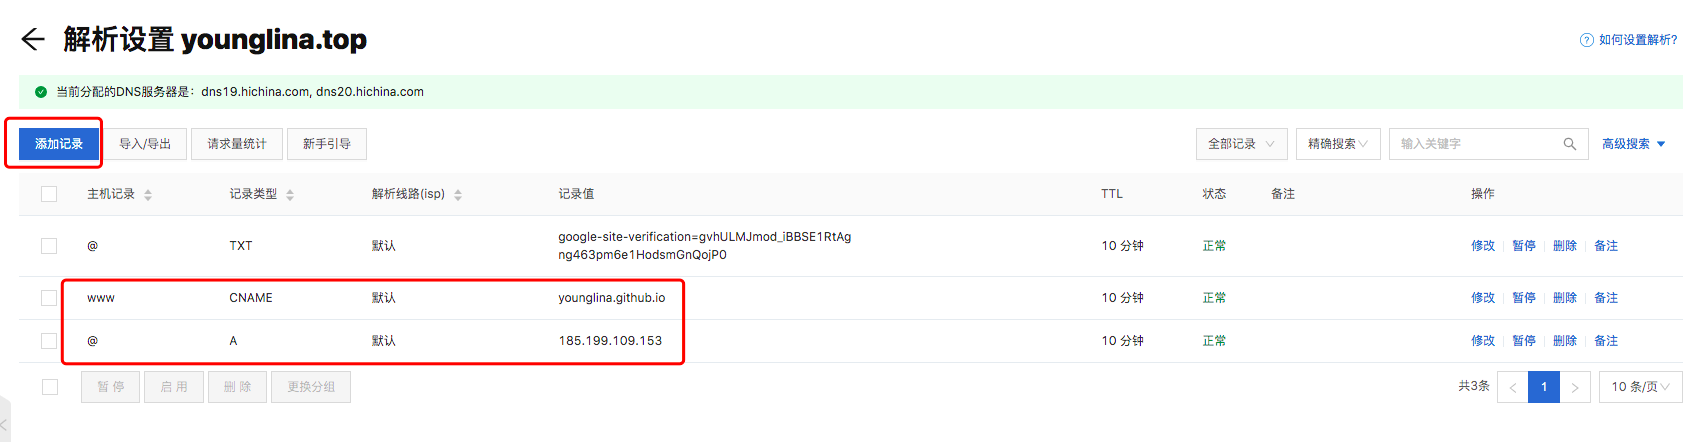 解析设置 younglina.top
如何设置解析?
当前分配的DNS服务器是：dns19.hichina.com, dns20.hichina.com
添加记录 导入/导出 请求量统计 新手引导 全部记录 精确搜索 输入关键字 高级搜索
主机记录 记录类型 解析线路(isp) 记录值 TTL 状态 备注 操作
@ TXT 默认 google-site-verification=gvhULMJmod_iBBSE1RtAg 10 分钟 正常 修改 暂停 删除 备注
ng463pm6e1HodsmGnQojP0
www CNAME 默认 younglina.github.io 10 分钟 正常 修改 暂停 删除 备注
@ A 默认 185.199.109.153 10 分钟 正常 修改 暂停 删除 备注
暂 停 启 用 删 除 更换分组 共3条 < 1 > 10 条/页